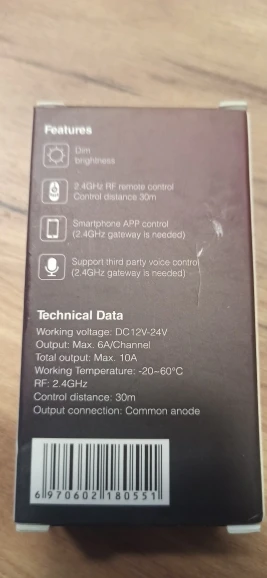 Features
Dim
brightness
2.4GHz RF remote control
Control distance 30m
Smartphone APP control
(2.4GHz gateway is needed)
Support third party voice control
(2.4GHz gateway is needed)
Technical Data
Working voltage: DC12V-24V
Output: Max. 6A/Channel
Total output: Max. 10A
Working Temperature: -20~60°C
RF: 2.4GHz
Control distance: 30m
Output connection: Common anode
6 970602 180551